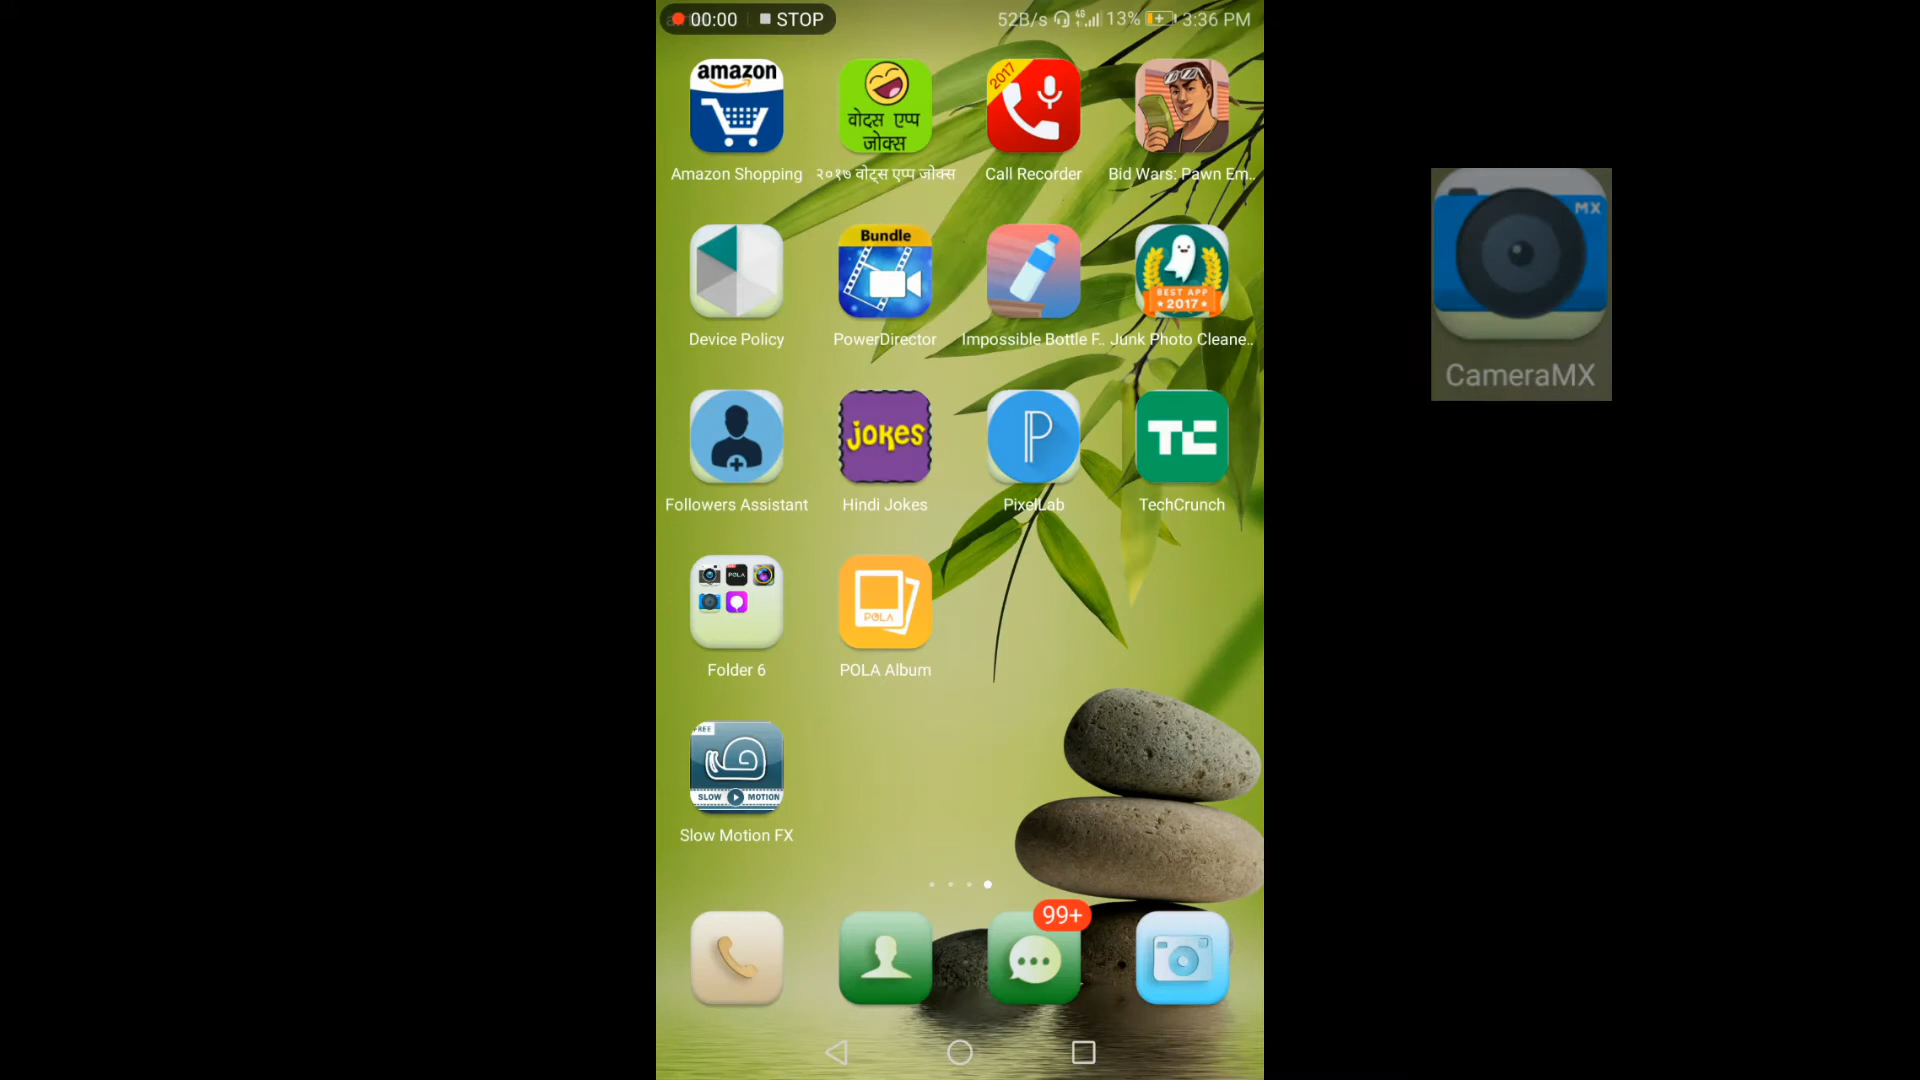 00:00 STOP 52B/s 4G 13% 3:36 PM
amazon
वोट्स एप्प
जोक्स
2017
Amazon Shopping २०१७ वोट्स एप्प जोक्स Call Recorder Bid Wars: Pawn Em..
MX
CameraMX
Bundle
BEST APP
2017
Device Policy PowerDirector Impossible Bottle F.. Junk Photo Cleane..
jokes
P
TC
Followers Assistant Hindi Jokes PixelLab TechCrunch
POLA
POLA
Folder 6 POLA Album
FREE
SLOW MOTION
Slow Motion FX
99+